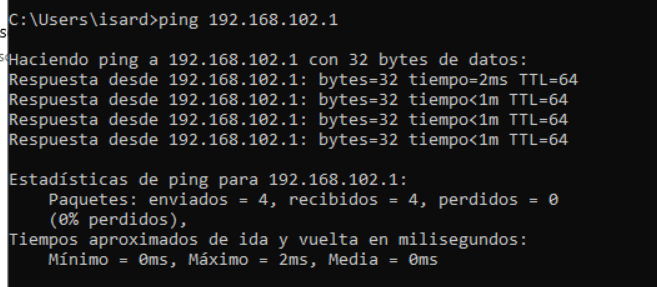 C:\Users\isard>ping 192.168.102.1
Haciendo ping a 192.168.102.1 con 32 bytes de datos:
Respuesta desde 192.168.102.1: bytes=32 tiempo=2ms TTL=64
Respuesta desde 192.168.102.1: bytes=32 tiempo<1m TTL=64
Respuesta desde 192.168.102.1: bytes=32 tiempo<1m TTL=64
Respuesta desde 192.168.102.1: bytes=32 tiempo<1m TTL=64
Estadísticas de ping para 192.168.102.1:
Paquetes: enviados = 4, recibidos = 4, perdidos = 0
(0% perdidos),
Tiempos aproximados de ida y vuelta en milisegundos:
Mínimo = 0ms, Máximo = 2ms, Media = 0ms